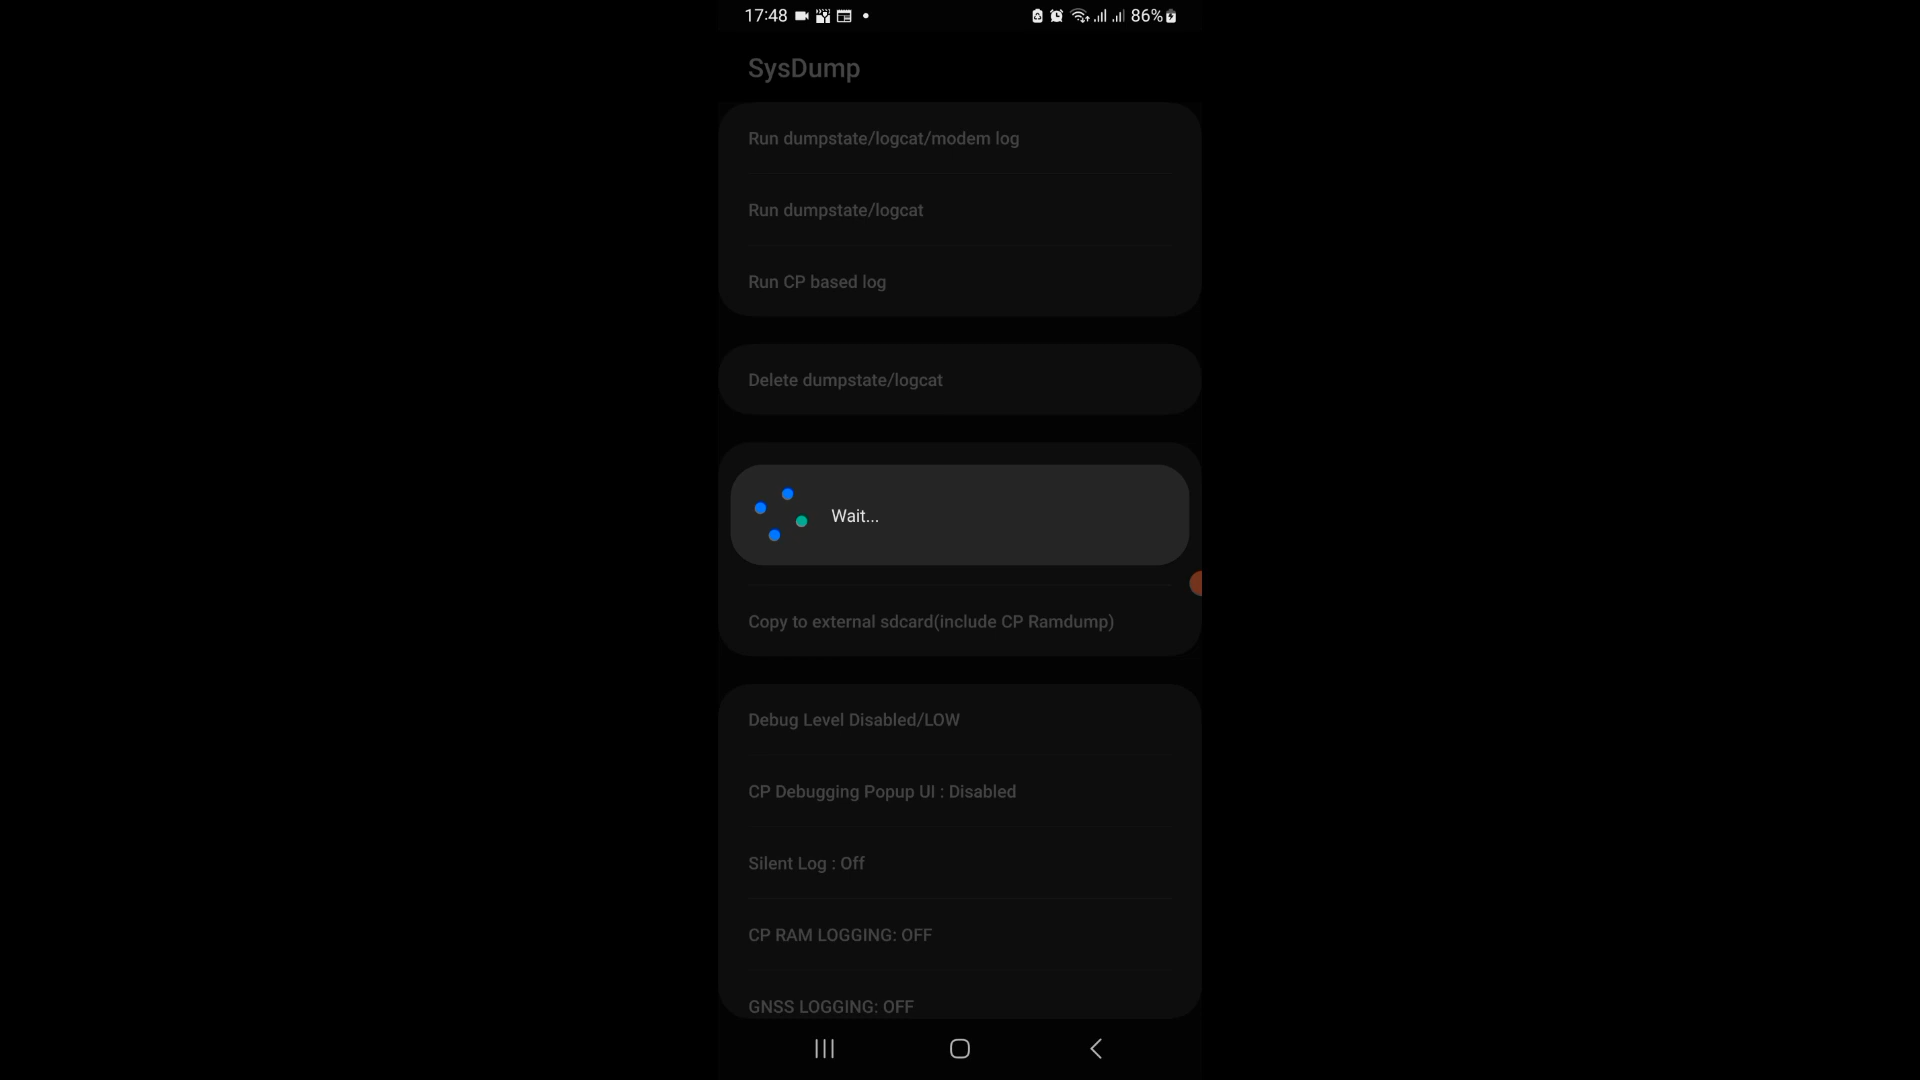 17:48
86%
SysDump
Run dumpstate/logcat/modem log
Run dumpstate/logcat
Run CP based log
Delete dumpstate/logcat
Wait...
Copy to external sdcard(include CP Ramdump)
Debug Level Disabled/LOW
CP Debugging Popup UI : Disabled
Silent Log : Off
CP RAM LOGGING: OFF
GNSS LOGGING: OFF